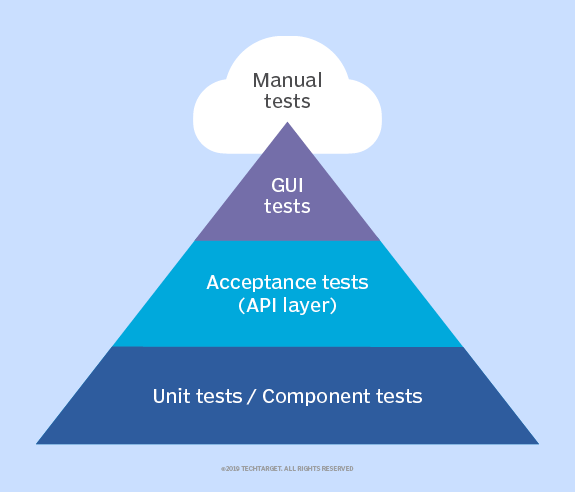 Manual
tests
GUI
tests
Acceptance tests
(API layer)
Unit tests / Component tests
©2019 TECHTARGET. ALL RIGHTS RESERVED